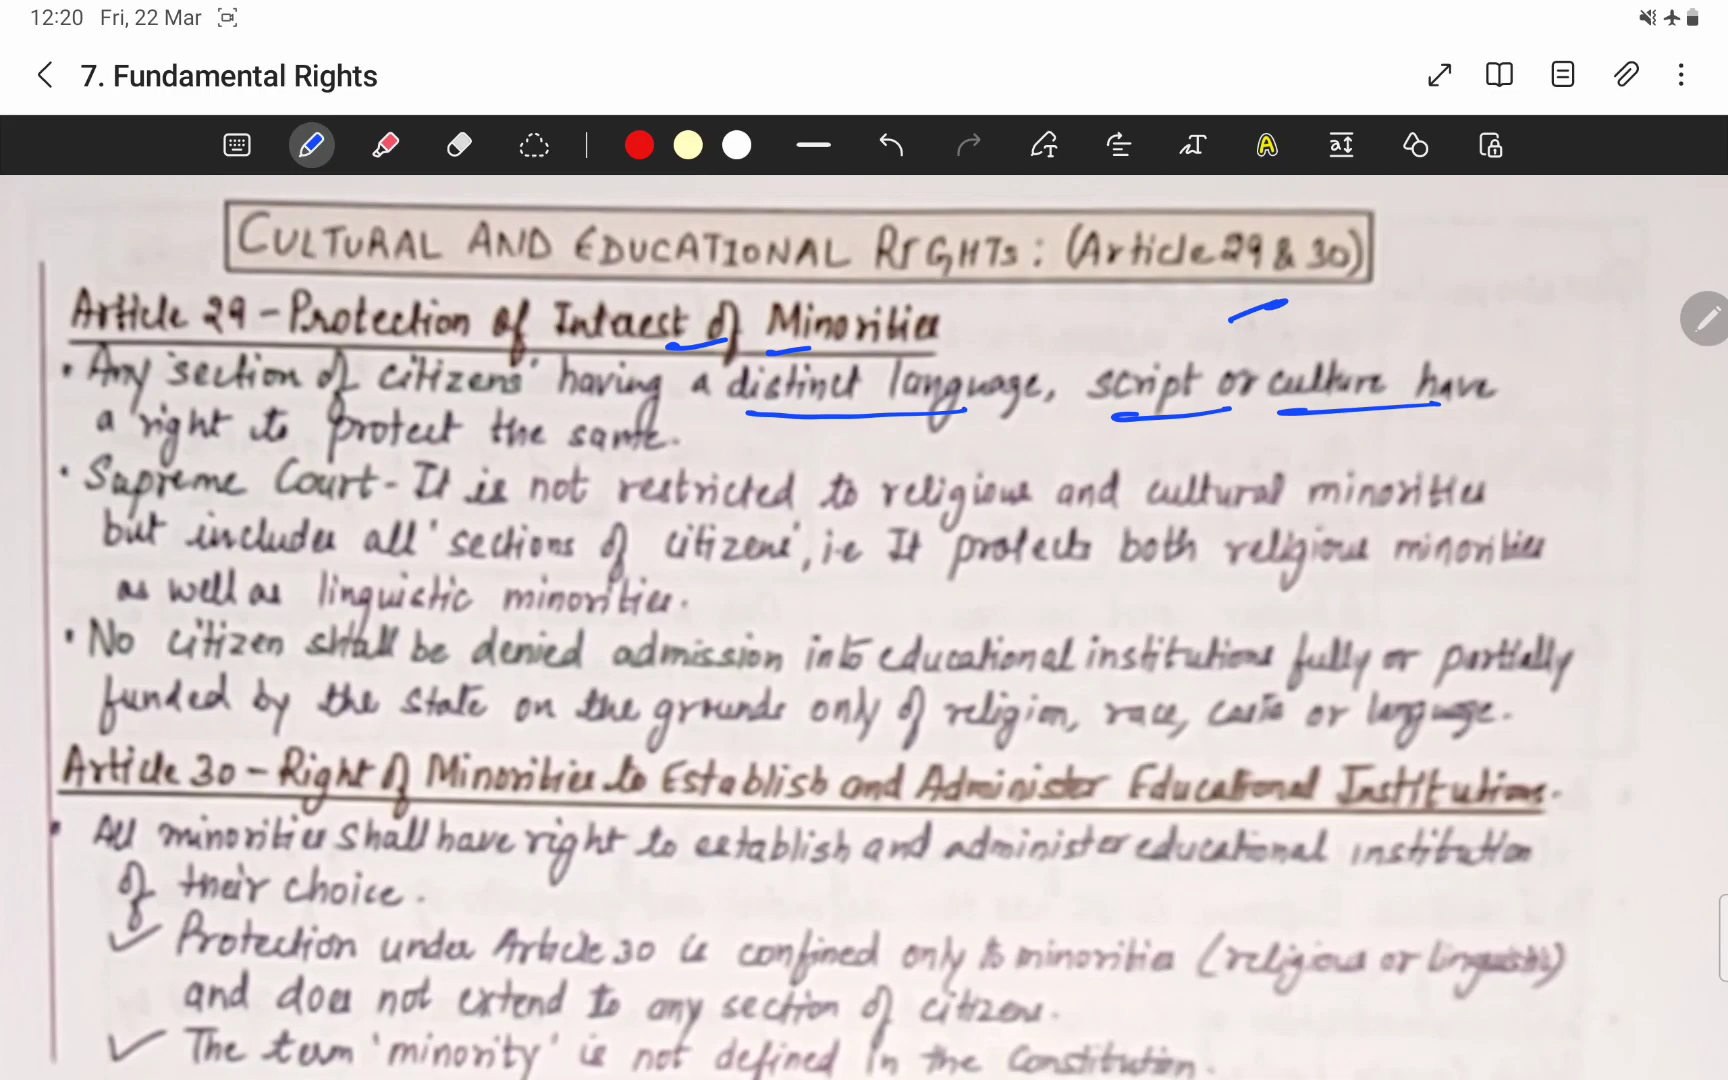 12:20 Fri, 22 Mar
7. Fundamental Rights
CULTURAL AND EDUCATIONAL RIGHTS : (Article 29 & 30)
Article 29 - Protection of Intrest of Minorities
• Any 'section of citizens' having a distinct language, script or culture have
a right to protect the same.
• Supreme Court - It is not restricted to religious and cultural minorities
but includes all 'sections of citizens', i.e It protects both religious minorities
as well as linguistic minorities.
• No citizen shall be denied admission into educational institutions fully or partially
funded by the State on the grounds only of religion, race, caste or language.
Article 30 - Right of Minorities to Establish and Administer Educational Institutions.
• All minorities shall have right to establish and administer educational institution
of their choice.
✓ Protection under Article 30 is confined only to minorities (religious or linguistic)
and does not extend to any section of citizens.
✓ The term 'minority' is not defined in the Constitution.